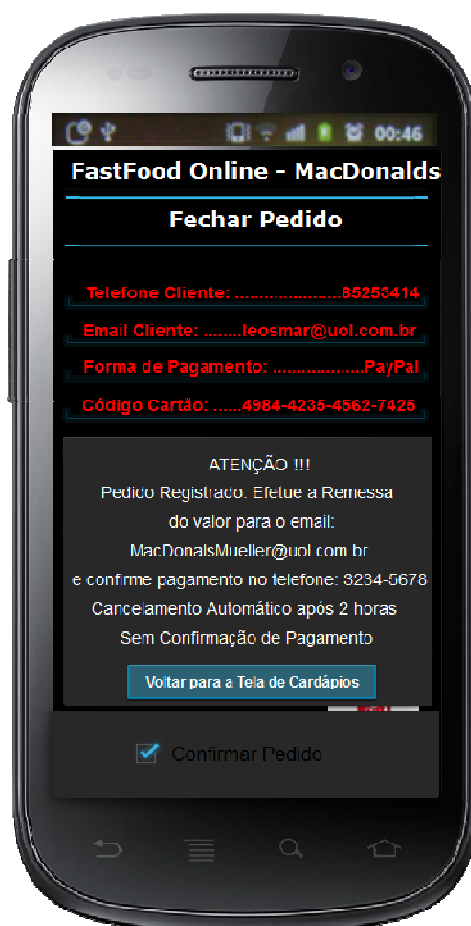 00:46
FastFood Online - MacDonalds
Fechar Pedido
Telefone Cliente: ......................85253414
Email Cliente: ........leosmar@uol.com.br
Forma de Pagamento: ...................PayPal
Código Cartão: ......4984-4235-4562-7425
ATENÇÃO !!!
Pedido Registrado. Efetue a Remessa
do valor para o email:
MacDonalsMueller@uol.com.br
e confirme pagamento no telefone: 3234-5678
Cancelamento Automático após 2 horas
Sem Confirmação de Pagamento
Voltar para a Tela de Cardápios
Confirmar Pedido